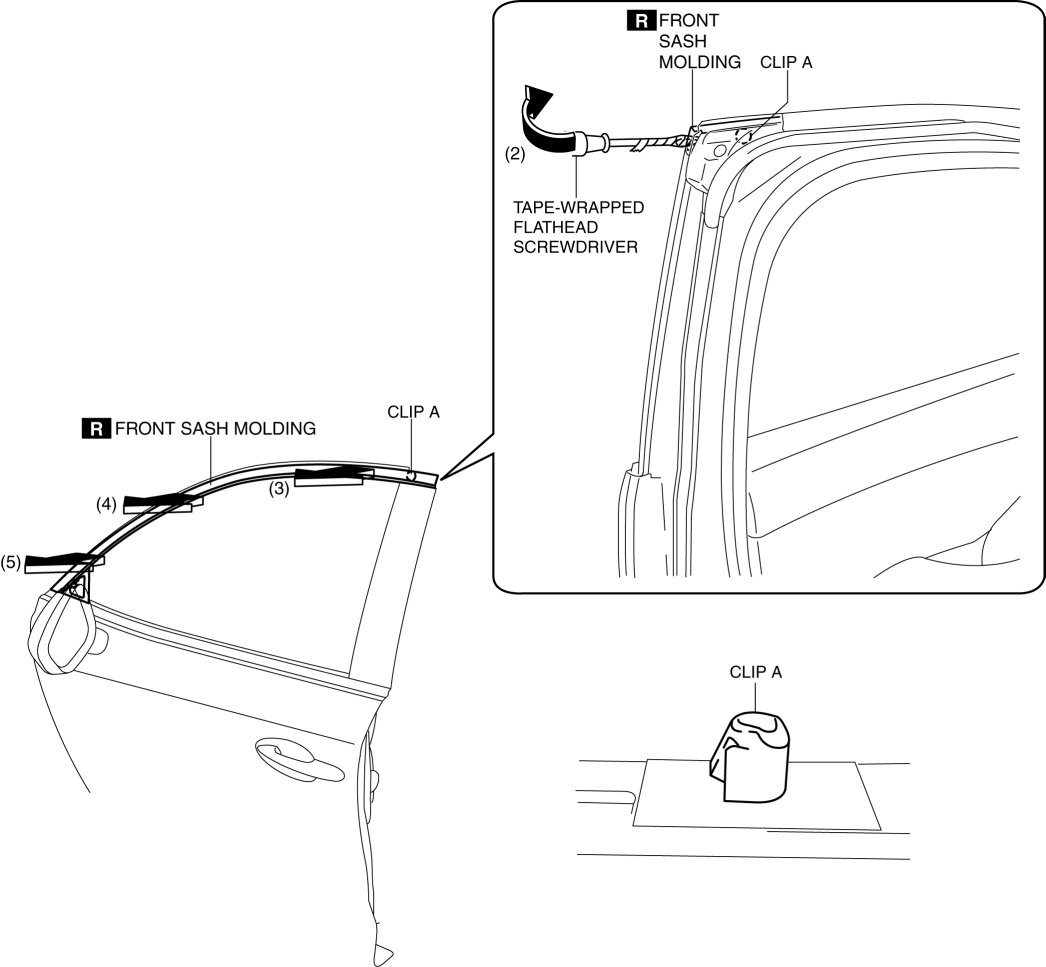 R FRONT
SASH
MOLDING
CLIP A
(2)
TAPE-WRAPPED
FLATHEAD
SCREWDRIVER
CLIP A
R FRONT SASH MOLDING
(3)
(4)
(5)
CLIP A